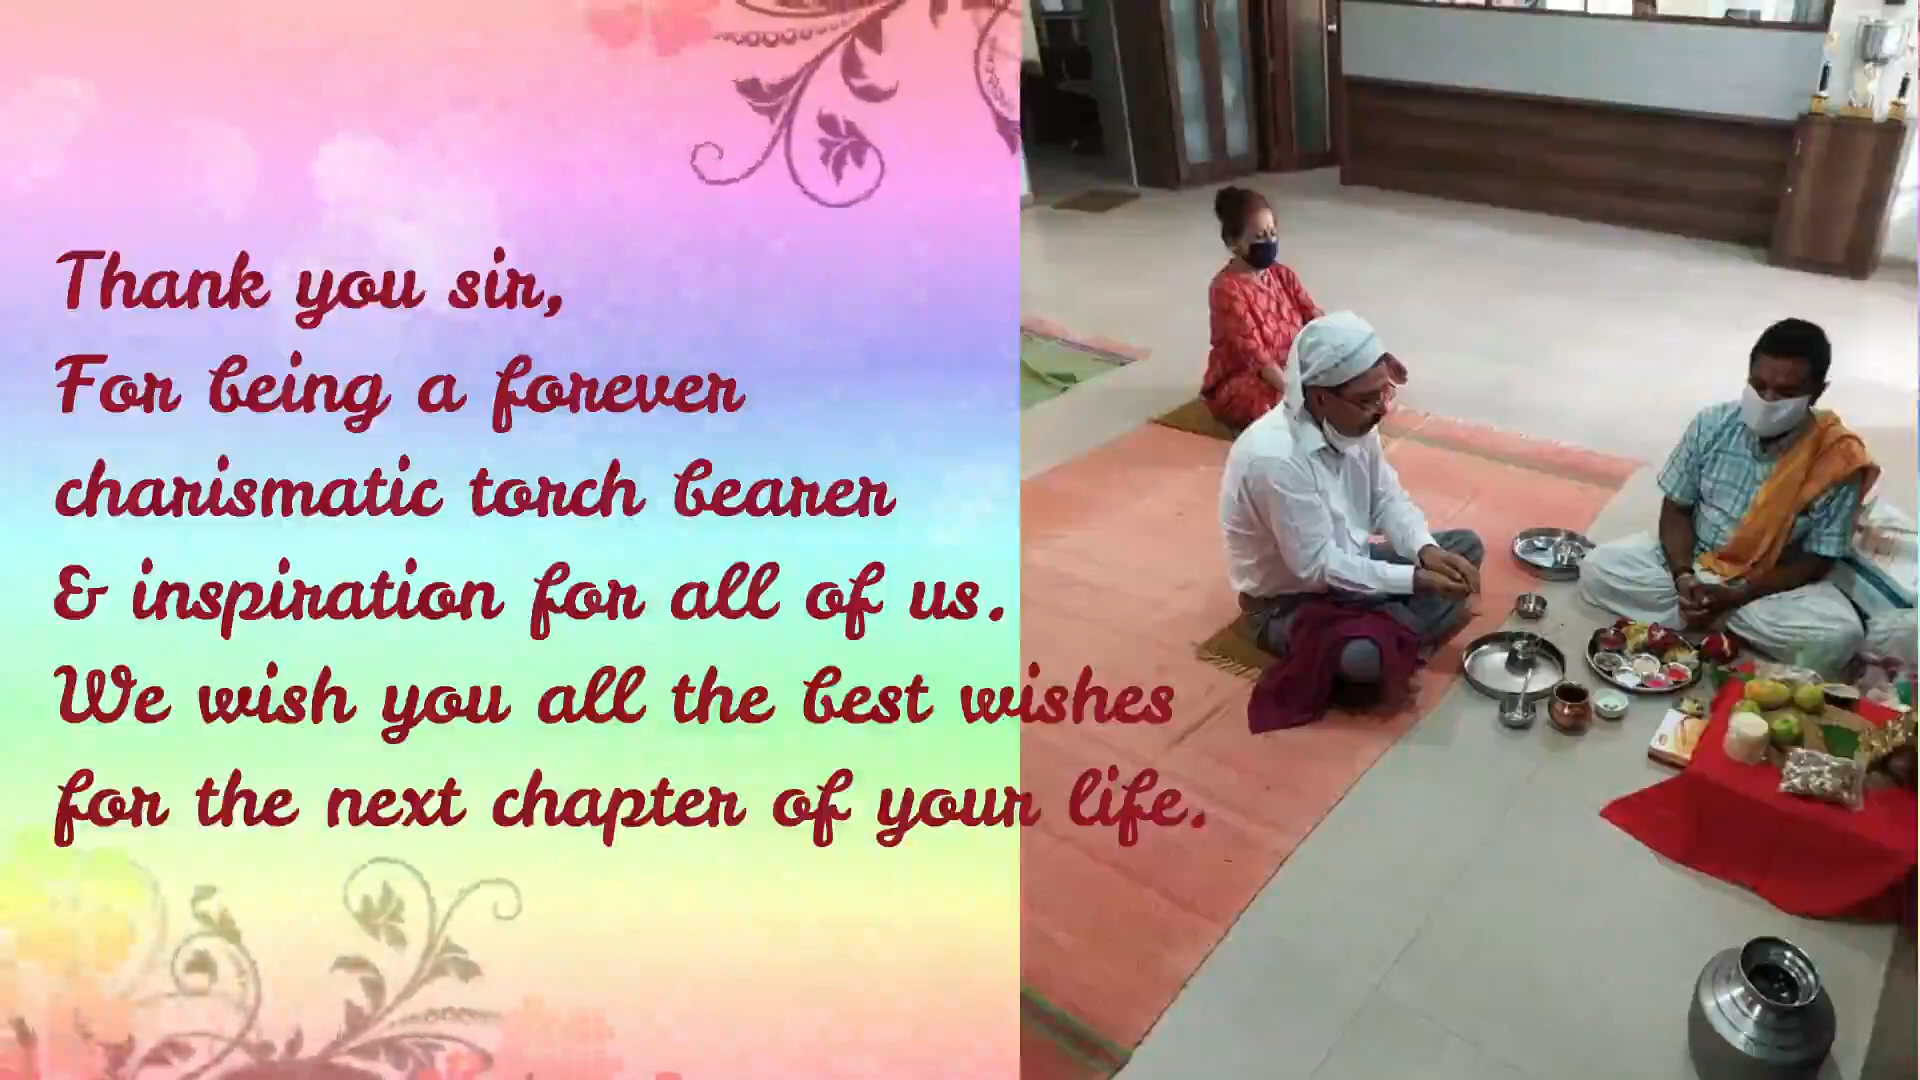 Thank you sir,
For being a forever
charismatic torch bearer
& inspiration for all of us.
We wish you all the best wishes
for the next chapter of your life.